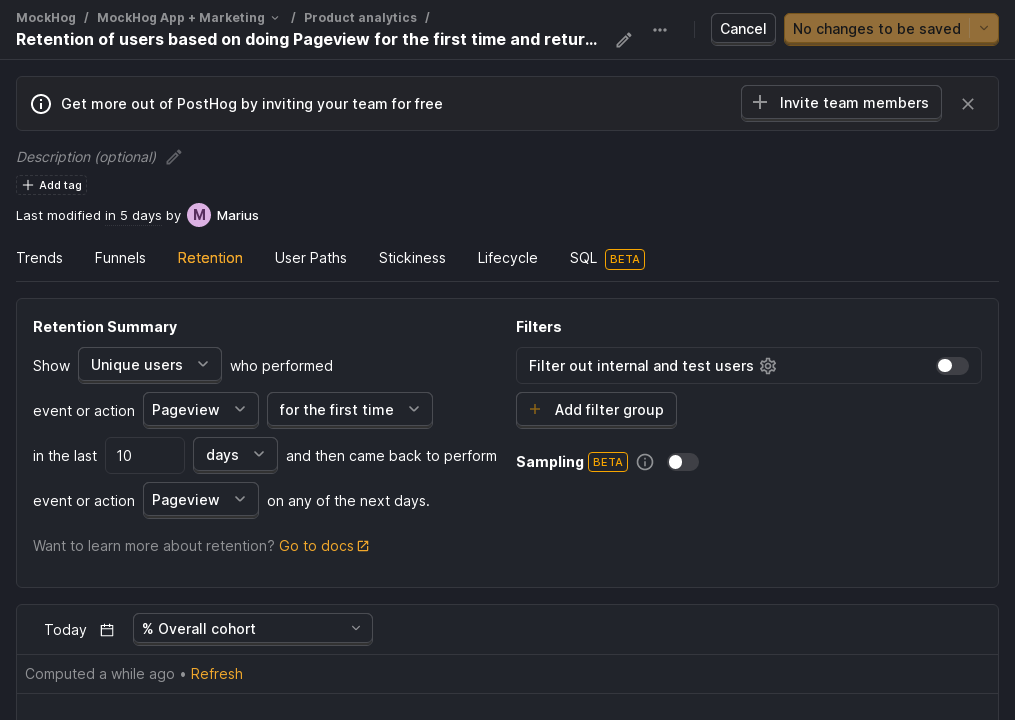 MockHog / MockHog App + Marketing / Product analytics /
Retention of users based on doing Pageview for the first time and retur...
Cancel
No changes to be saved
Get more out of PostHog by inviting your team for free
Invite team members
Description (optional)
Add tag
Last modified in 5 days by M Marius
Trends Funnels Retention User Paths Stickiness Lifecycle SQL BETA
Retention Summary
Show Unique users who performed
event or action Pageview for the first time
in the last 10 days and then came back to perform
event or action Pageview on any of the next days.
Want to learn more about retention? Go to docs
Filters
Filter out internal and test users
Add filter group
Sampling BETA
Today % Overall cohort
Computed a while ago • Refresh